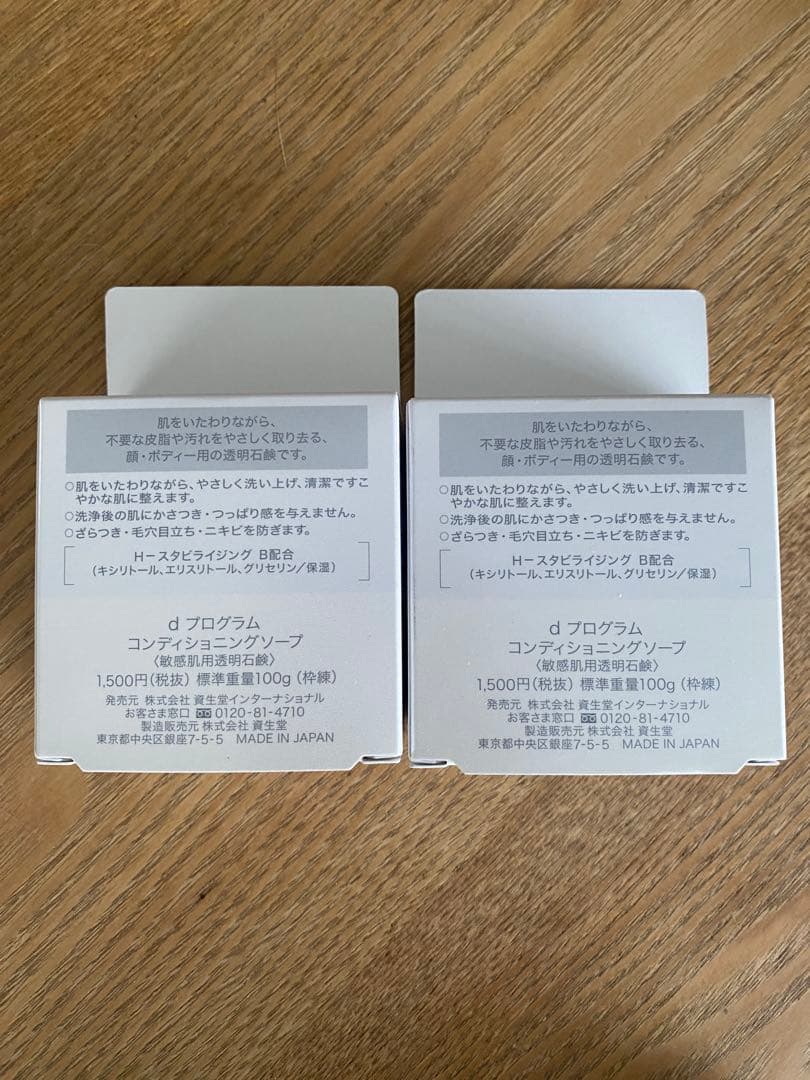 肌をいたわりながら、
不要な皮脂や汚れをやさしく取り去る、
顔・ボディー用の透明石鹸です。
○肌をいたわりながら、やさしく洗い上げ、清潔ですこ
やかな肌に整えます。
○洗浄後の肌にかさつき・つっぱり感を与えません。
○ざらつき・毛穴目立ち・ニキビを防ぎます。
H-スタビライジング B配合
(キシリトール、エリスリトール、グリセリン/保湿)
d プログラム
コンディショニングソープ
〈敏感肌用透明石鹸〉
1,500円(税抜) 標準重量100g (枠練)
発売元 株式会社 資生堂インターナショナル
お客さま窓口 0120-81-4710
製造販売元 株式会社 資生堂
東京都中央区銀座7-5-5 MADE IN JAPAN
肌をいたわりながら、
不要な皮脂や汚れをやさしく取り去る、
顔・ボディー用の透明石鹸です。
○肌をいたわりながら、やさしく洗い上げ、清潔ですこ
やかな肌に整えます。
○洗浄後の肌にかさつき・つっぱり感を与えません。
○ざらつき・毛穴目立ち・ニキビを防ぎます。
H-スタビライジング B配合
(キシリトール、エリスリトール、グリセリン/保湿)
d プログラム
コンディショニングソープ
〈敏感肌用透明石鹸〉
1,500円(税抜) 標準重量100g (枠練)
発売元 株式会社 資生堂インターナショナル
お客さま窓口 0120-81-4710
製造販売元 株式会社 資生堂
東京都中央区銀座7-5-5 MADE IN JAPAN